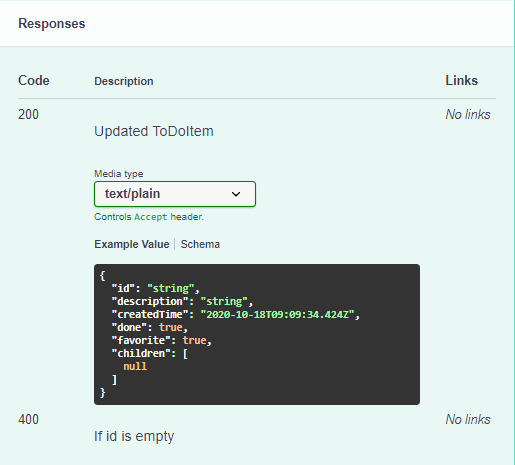 Responses
Code Description Links
200 No links
Updated ToDoItem
Media type
text/plain
Controls Accept header.
Example Value Schema
{
  "id": "string",
  "description": "string",
  "createdTime": "2020-10-18T09:09:34.424Z",
  "done": true,
  "favorite": true,
  "children": [
    null
  ]
}
400 No links
If id is empty